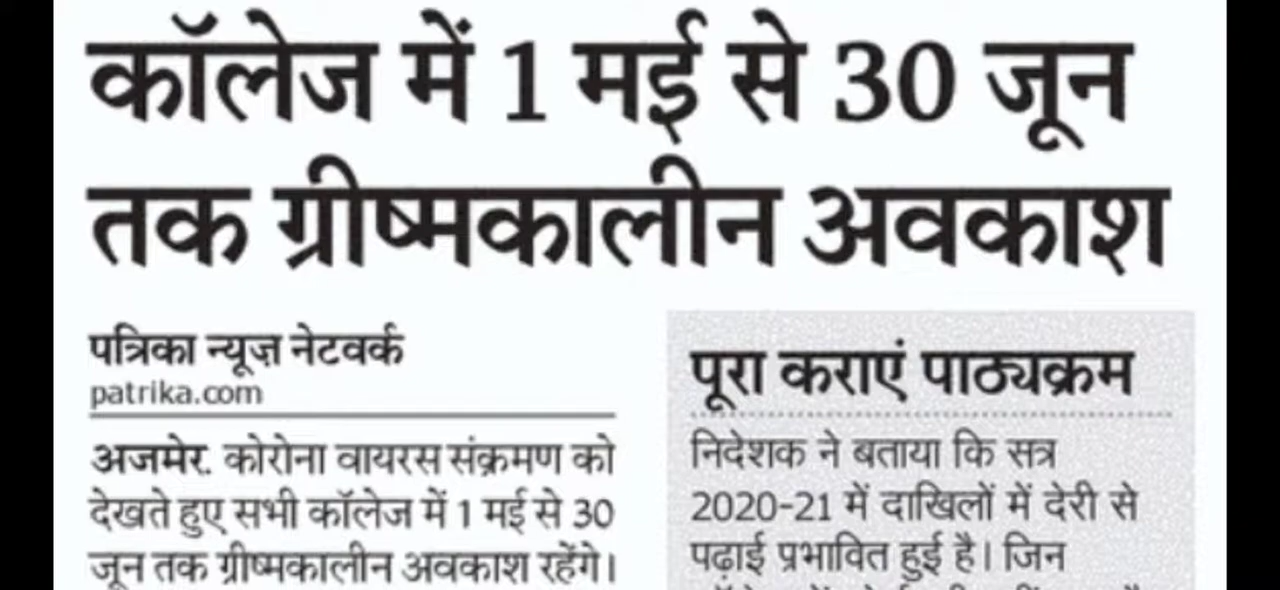 कॉलेज में 1 मई से 30 जून
तक ग्रीष्मकालीन अवकाश
पत्रिका न्यूज़ नेटवर्क
patrika.com
अजमेर. कोरोना वायरस संक्रमण को
देखते हुए सभी कॉलेज में 1 मई से 30
जून तक ग्रीष्मकालीन अवकाश रहेंगे।
पूरा कराएं पाठ्यक्रम
निदेशक ने बताया कि सत्र
2020-21 में दाखिलों में देरी से
पढ़ाई प्रभावित हुई है। जिन